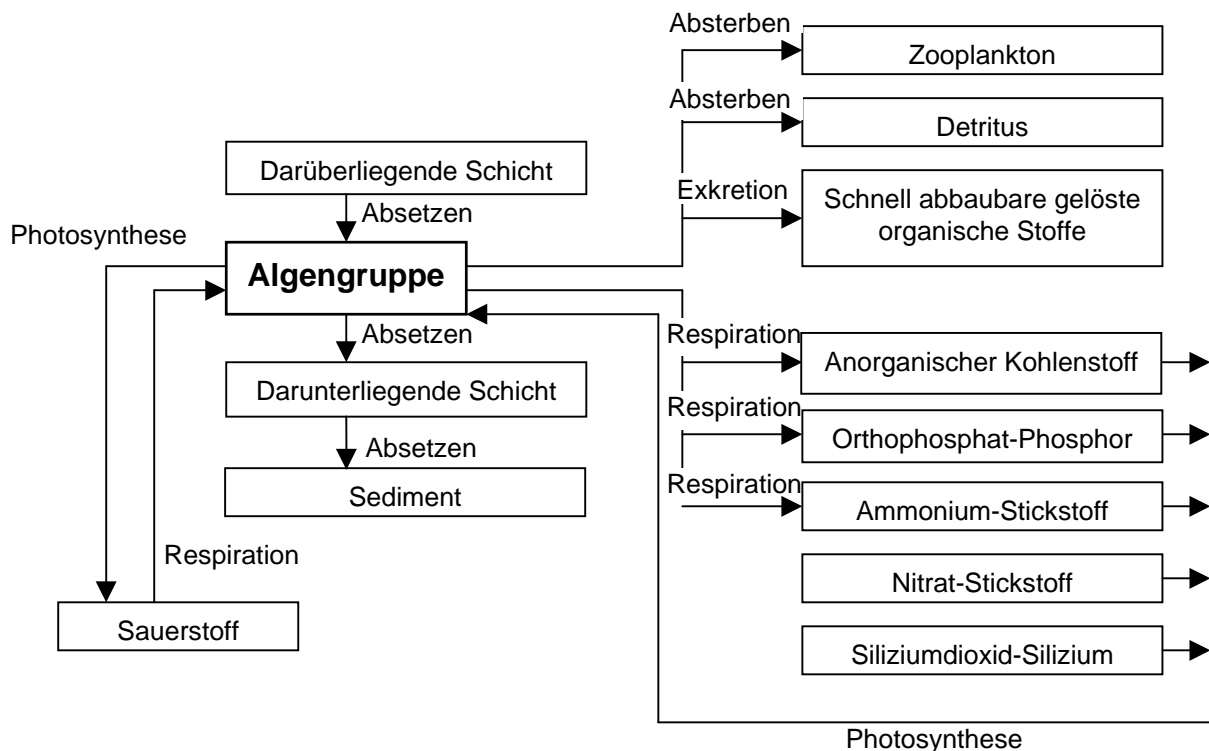 Absterben
Zooplankton
Absterben
Detritus
Darüberliegende Schicht
Exkretion
Schnell abbaubare gelöste
organische Stoffe
Absetzen
Photosynthese
Algengruppe
Absetzen
Respiration
Anorganischer Kohlenstoff
Darunterliegende Schicht
Respiration
Orthophosphat-Phosphor
Absetzen
Respiration
Sediment
Ammonium-Stickstoff
Respiration
Nitrat-Stickstoff
Sauerstoff
Siliziumdioxid-Silizium
Photosynthese